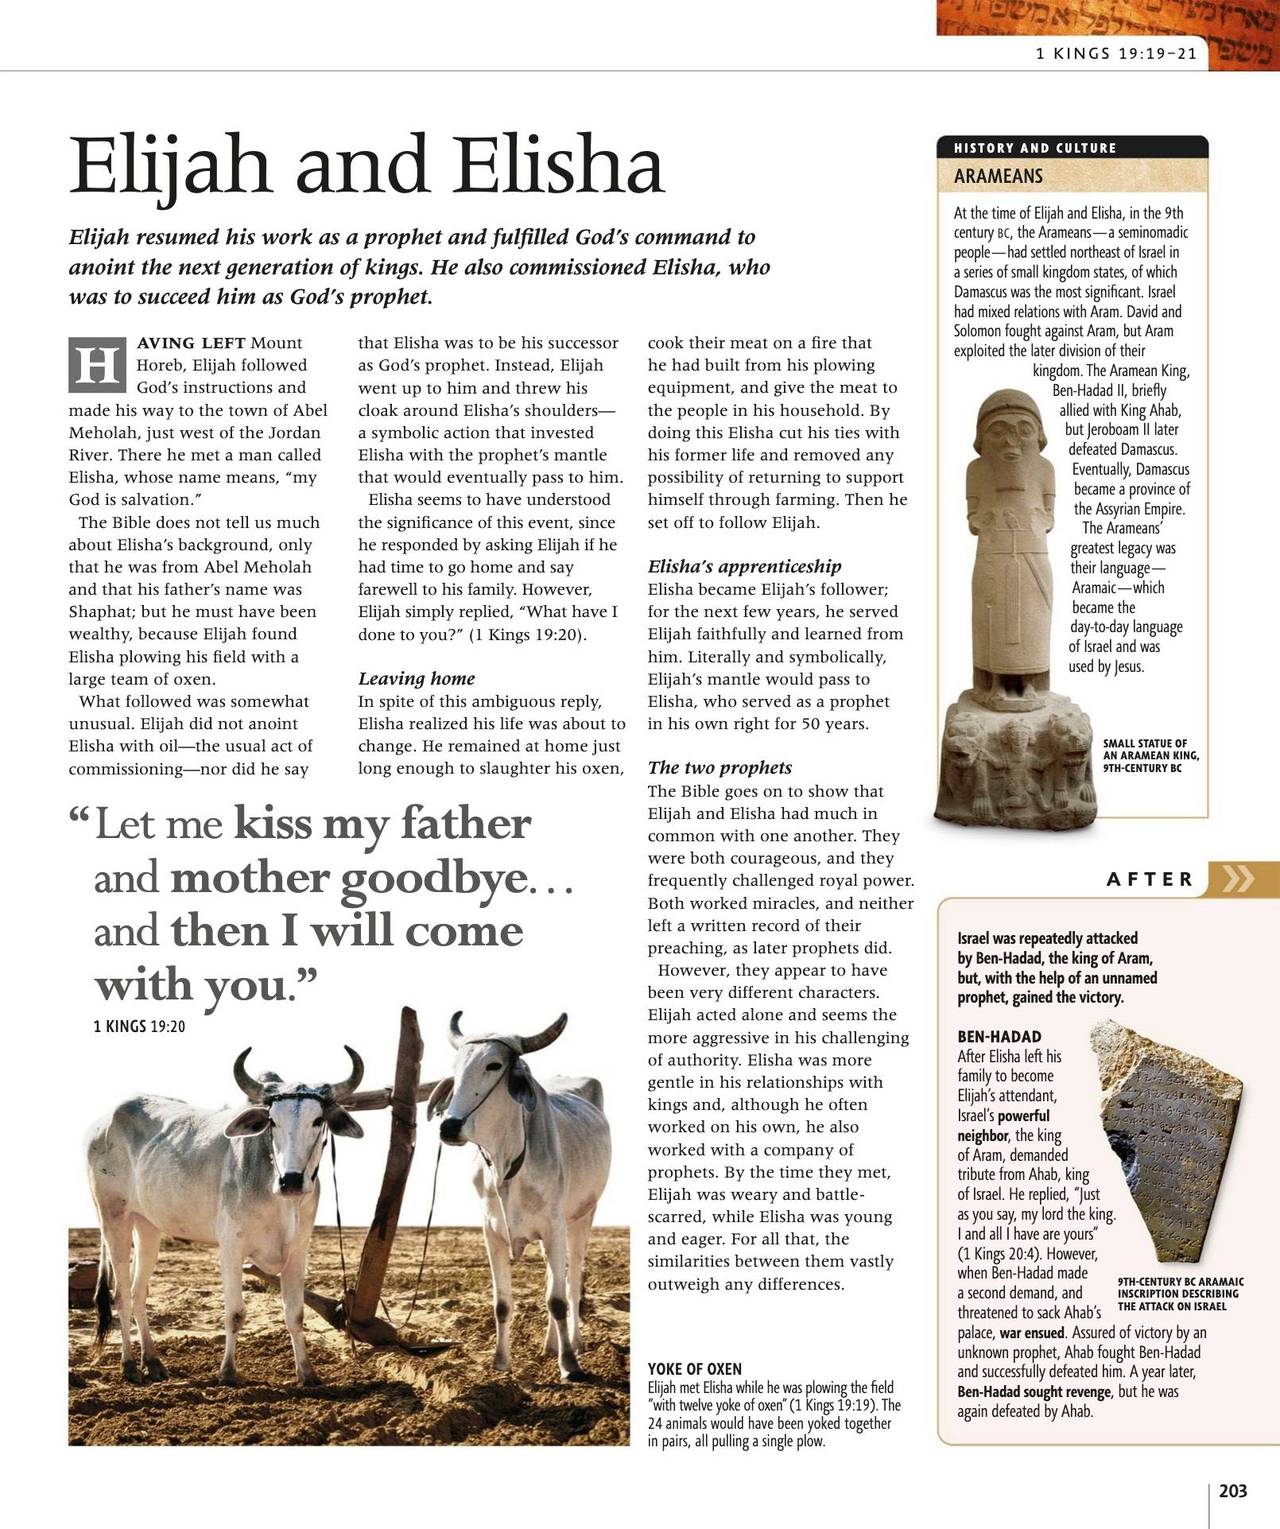 1 KINGS 19:19–21
Elijah and Elisha
Elijah resumed his work as a prophet and fulfilled God’s command to
anoint the next generation of kings. He also commissioned Elisha, who
was to succeed him as God’s prophet.
HAVING LEFT Mount
Horeb, Elijah followed
God’s instructions and
made his way to the town of Abel
Meholah, just west of the Jordan
River. There he met a man called
Elisha, whose name means, “my
God is salvation.”
The Bible does not tell us much
about Elisha’s background, only
that he was from Abel Meholah
and that his father’s name was
Shaphat; but he must have been
wealthy, because Elijah found
Elisha plowing his field with a
large team of oxen.
What followed was somewhat
unusual. Elijah did not anoint
Elisha with oil—the usual act of
commissioning—nor did he say
that Elisha was to be his successor
as God’s prophet. Instead, Elijah
went up to him and threw his
cloak around Elisha’s shoulders—
a symbolic action that invested
Elisha with the prophet’s mantle
that would eventually pass to him.
Elisha seems to have understood
the significance of this event, since
he responded by asking Elijah if he
had time to go home and say
farewell to his family. However,
Elijah simply replied, “What have I
done to you?” (1 Kings 19:20).
Leaving home
In spite of this ambiguous reply,
Elisha realized his life was about to
change. He remained at home just
long enough to slaughter his oxen,
cook their meat on a fire that
he had built from his plowing
equipment, and give the meat to
the people in his household. By
doing this Elisha cut his ties with
his former life and removed any
possibility of returning to support
himself through farming. Then he
set off to follow Elijah.
Elisha’s apprenticeship
Elisha became Elijah’s follower;
for the next few years, he served
Elijah faithfully and learned from
him. Literally and symbolically,
Elijah’s mantle would pass to
Elisha, who served as a prophet
in his own right for 50 years.
The two prophets
The Bible goes on to show that
Elijah and Elisha had much in
common with one another. They
were both courageous, and they
frequently challenged royal power.
Both worked miracles, and neither
left a written record of their
preaching, as later prophets did.
However, they appear to have
been very different characters.
Elijah acted alone and seems the
more aggressive in his challenging
of authority. Elisha was more
gentle in his relationships with
kings and, although he often
worked on his own, he also
worked with a company of
prophets. By the time they met,
Elijah was weary and battle-
scarred, while Elisha was young
and eager. For all that, the
similarities between them vastly
outweigh any differences.
“Let me kiss my father
and mother goodbye...
and then I will come
with you.”
1 KINGS 19:20
YOKE OF OXEN
Elijah met Elisha while he was plowing the field
“with twelve yoke of oxen” (1 Kings 19:19). The
24 animals would have been yoked together
in pairs, all pulling a single plow.
HISTORY AND CULTURE
ARAMEANS
At the time of Elijah and Elisha, in the 9th
century BC, the Arameans—a seminomadic
people—had settled northeast of Israel in
a series of small kingdom states, of which
Damascus was the most significant. Israel
had mixed relations with Aram. David and
Solomon fought against Aram, but Aram
exploited the later division of their
kingdom. The Aramean King,
Ben-Hadad II, briefly
allied with King Ahab,
but Jeroboam II later
defeated Damascus.
Eventually, Damascus
became a province of
the Assyrian Empire.
The Arameans’
greatest legacy was
their language—
Aramaic—which
became the
day-to-day language
of Israel and was
used by Jesus.
SMALL STATUE OF
AN ARAMEAN KING,
9TH-CENTURY BC
AFTER
Israel was repeatedly attacked
by Ben-Hadad, the king of Aram,
but, with the help of an unnamed
prophet, gained the victory.
BEN-HADAD
After Elisha left his
family to become
Elijah’s attendant,
Israel’s powerful
neighbor, the king
of Aram, demanded
tribute from Ahab, king
of Israel. He replied, “Just
as you say, my lord the king.
I and all I have are yours”
(1 Kings 20:4). However,
when Ben-Hadad made
a second demand, and
threatened to sack Ahab’s
palace, war ensued. Assured of victory by an
unknown prophet, Ahab fought Ben-Hadad
and successfully defeated him. A year later,
Ben-Hadad sought revenge, but he was
again defeated by Ahab.
9TH-CENTURY BC ARAMAIC
INSCRIPTION DESCRIBING
THE ATTACK ON ISRAEL
203